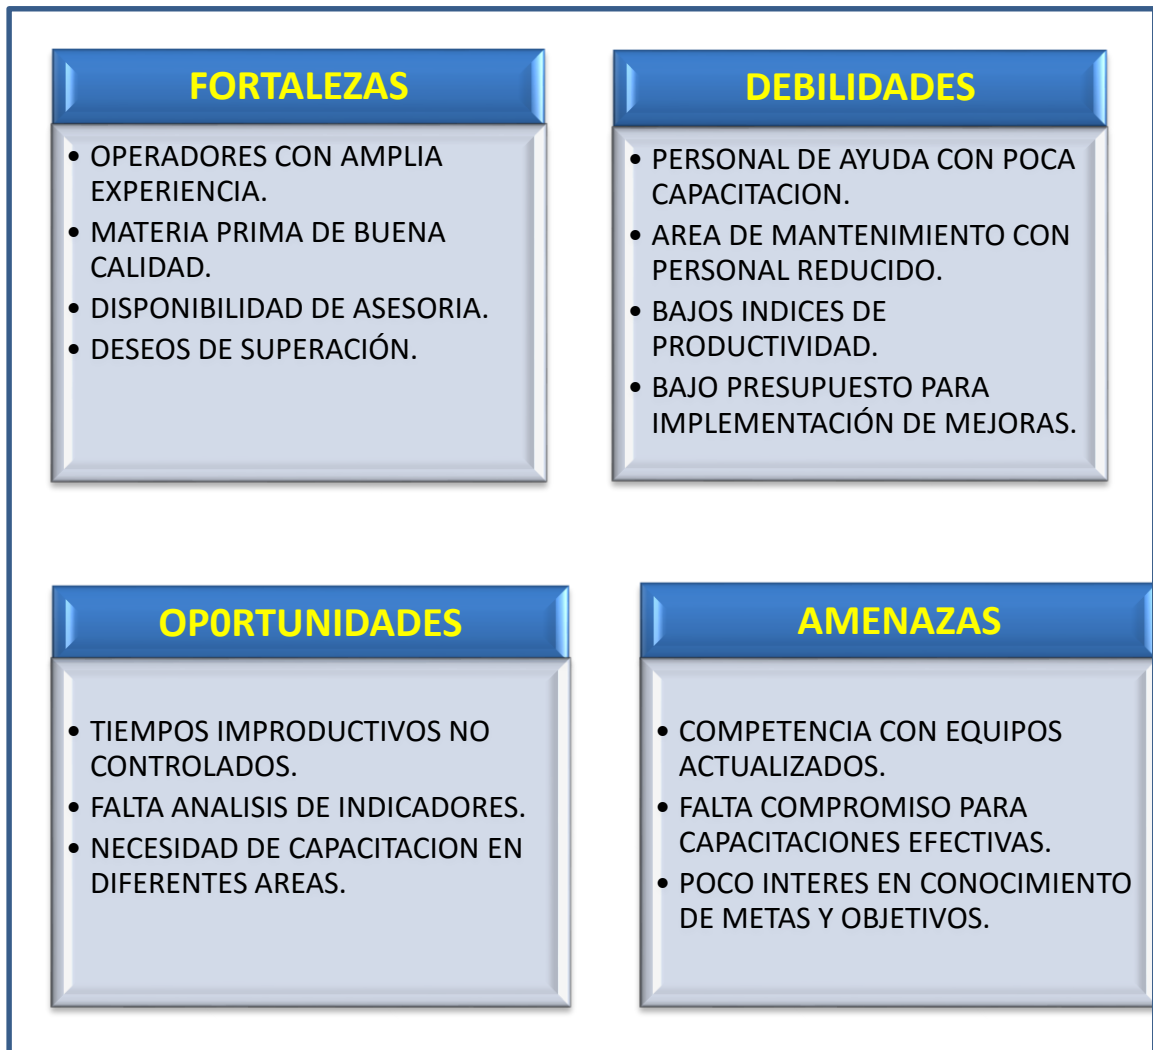 FORTALEZAS
• OPERADORES CON AMPLIA
EXPERIENCIA.
• MATERIA PRIMA DE BUENA
CALIDAD.
• DISPONIBILIDAD DE ASESORIA.
• DESEOS DE SUPERACIÓN.
DEBILIDADES
• PERSONAL DE AYUDA CON POCA
CAPACITACION.
• AREA DE MANTENIMIENTO CON
PERSONAL REDUCIDO.
• BAJOS INDICES DE
PRODUCTIVIDAD.
• BAJO PRESUPUESTO PARA
IMPLEMENTACIÓN DE MEJORAS.
OP0RTUNIDADES
• TIEMPOS IMPRODUCTIVOS NO
CONTROLADOS.
• FALTA ANALISIS DE INDICADORES.
• NECESIDAD DE CAPACITACION EN
DIFERENTES AREAS.
AMENAZAS
• COMPETENCIA CON EQUIPOS
ACTUALIZADOS.
• FALTA COMPROMISO PARA
CAPACITACIONES EFECTIVAS.
• POCO INTERES EN CONOCIMIENTO
DE METAS Y OBJETIVOS.